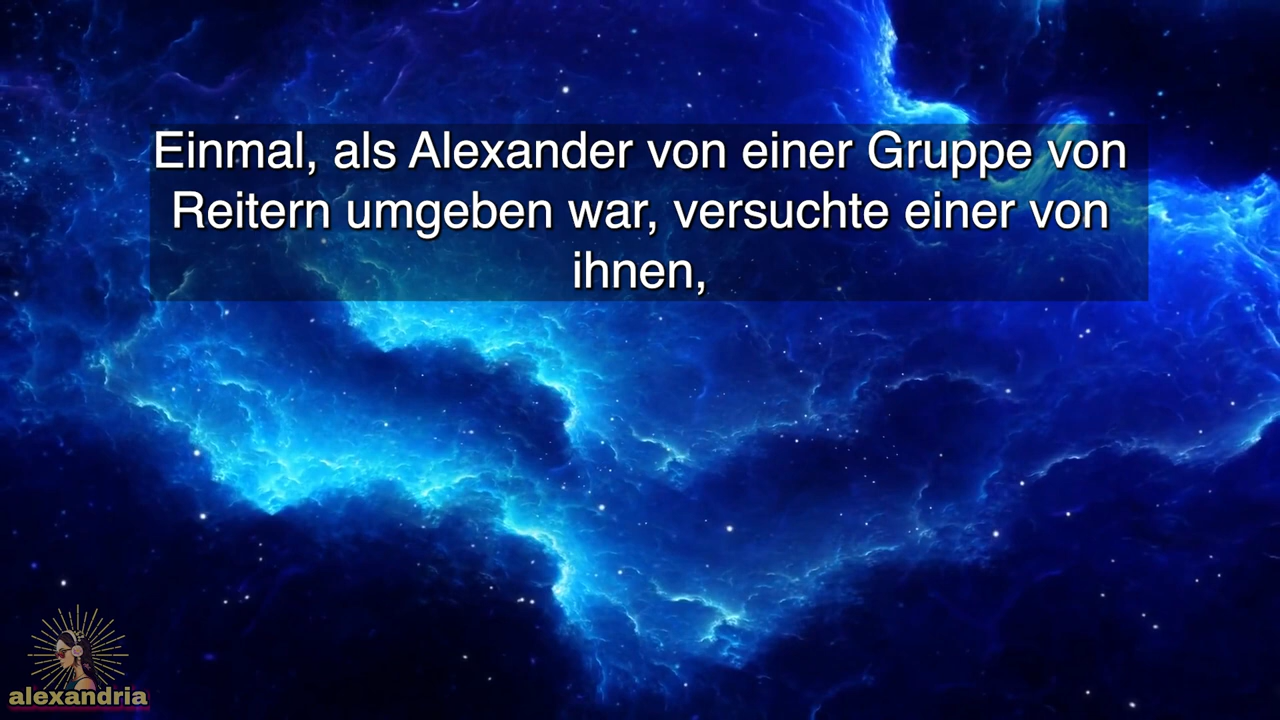 Einmal, als Alexander von einer Gruppe von
Reitern umgeben war, versuchte einer von
ihnen,
alexandria